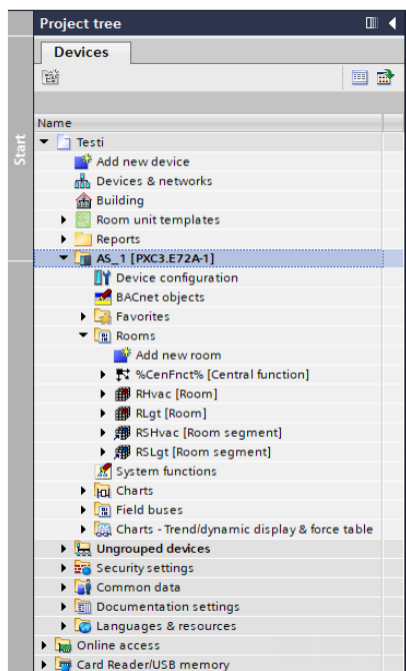 Project tree
Devices
Name
Start
Testi
Add new device
Devices & networks
Building
Room unit templates
Reports
AS_1 [PXC3.E72A-1]
Device configuration
BACnet objects
Favorites
Rooms
Add new room
%CenFnct% [Central function]
RHvac [Room]
RLgt [Room]
RSHvac [Room segment]
RSLgt [Room segment]
System functions
Charts
Field buses
Charts - Trend/dynamic display & force table
Ungrouped devices
Security settings
Common data
Documentation settings
Languages & resources
Online access
Card Reader/USB memory